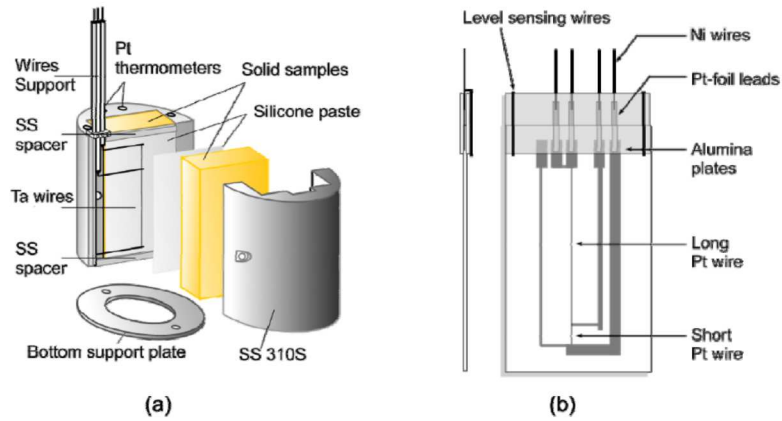 Wires
Support
Pt
thermometers
Solid samples
Silicone paste
SS
spacer
Ta wires
SS
spacer
Bottom support plate
SS 310S
(a)
Level sensing wires
Ni wires
Pt-foil leads
Alumina
plates
Long
Pt wire
Short
Pt wire
(b)